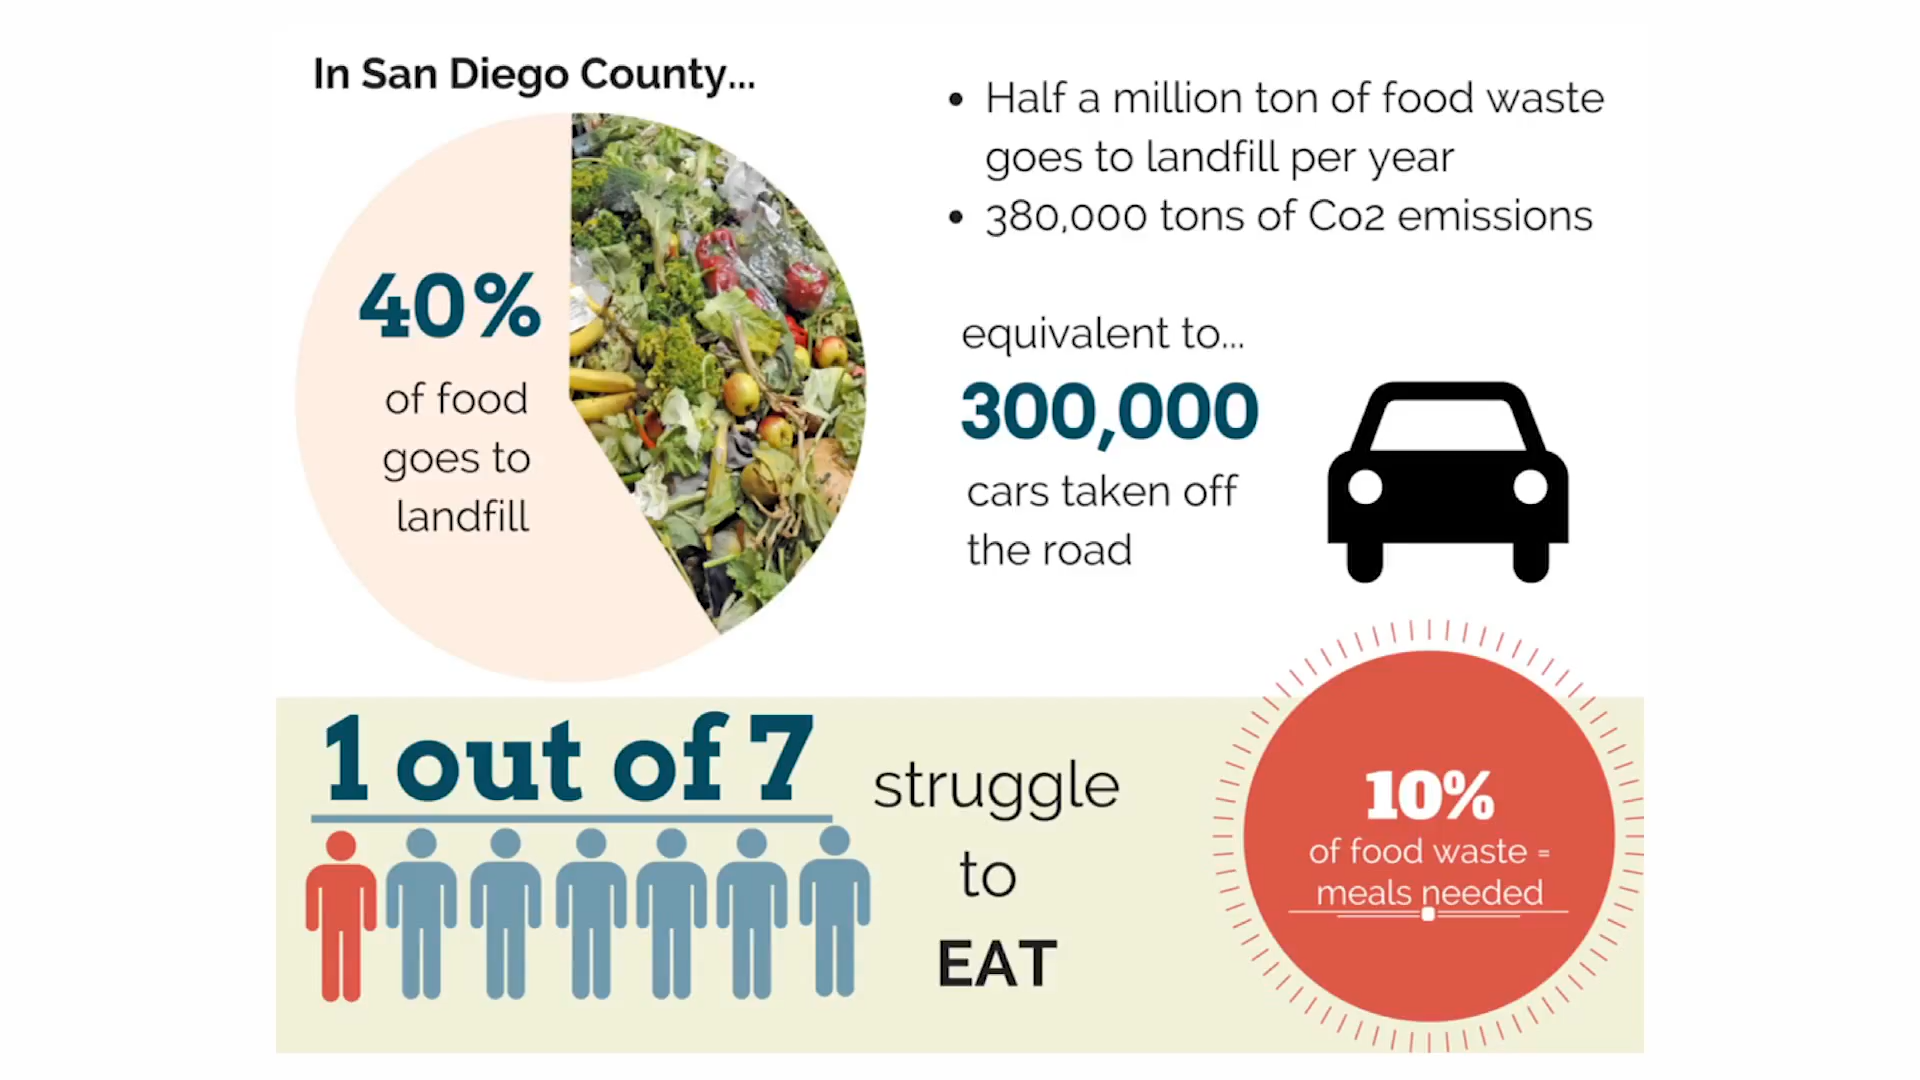 In San Diego County...
40%
of food
goes to
landfill
• Half a million ton of food waste
goes to landfill per year
• 380,000 tons of Co2 emissions
equivalent to...
300,000
cars taken off
the road
1 out of 7
struggle
to
EAT
10%
of food waste =
meals needed